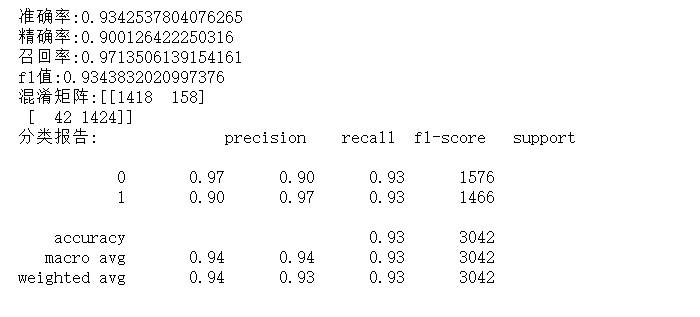 准确率:0.9342537804076265
精确率:0.900126422250316
召回率:0.9713506139154161
f1值:0.9343832020997376
混淆矩阵:[[1418  158]
 [  42 1424]]
分类报告:              precision    recall  f1-score   support

           0       0.97      0.90      0.93      1576
           1       0.90      0.97      0.93      1466

    accuracy                           0.93      3042
   macro avg       0.94      0.94      0.93      3042
weighted avg       0.94      0.93      0.93      3042